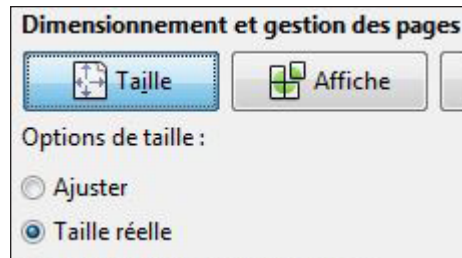 Dimensionnement et gestion des pages
Taille Affiche
Options de taille :
Ajuster
Taille réelle